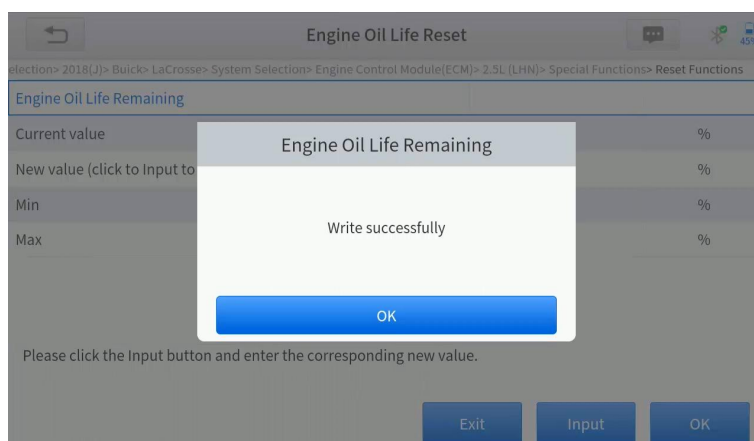 Engine Oil Life Reset
45%
election> 2018(J)> Buick> LaCrosse> System Selection> Engine Control Module(ECM)> 2.5L (LHN)> Special Functions> Reset Functions
Engine Oil Life Remaining
Current value %
New value (click to Input to %
Min %
Max %
Engine Oil Life Remaining
Write successfully
OK
Please click the Input button and enter the corresponding new value.
Exit Input OK